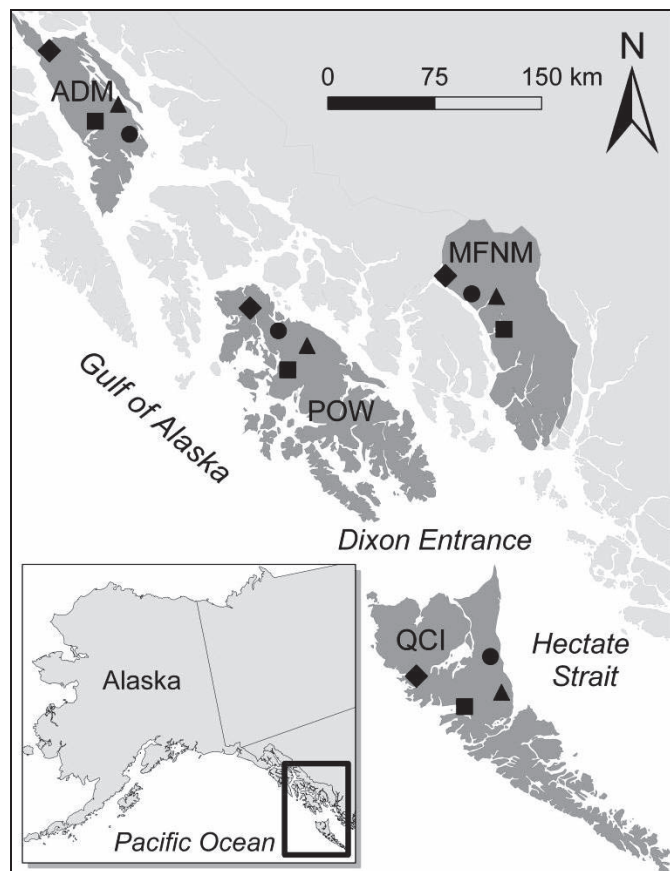 N
0 75 150 km
ADM
MFNM
POW
Gulf of Alaska
Dixon Entrance
QCI
Hectate
Strait
Alaska
Pacific Ocean